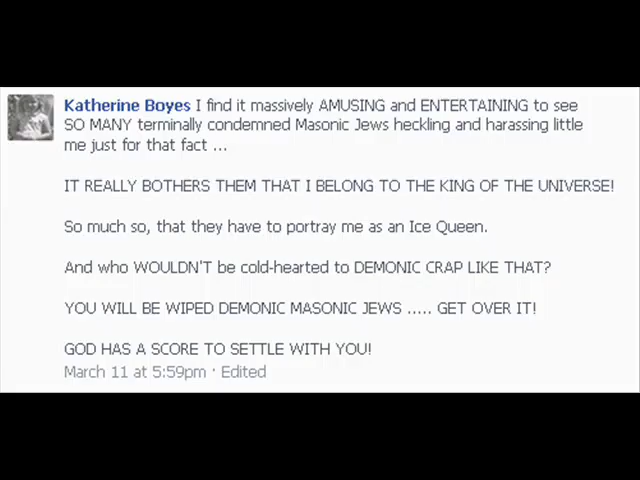 Katherine Boyes I find it massively AMUSING and ENTERTAINING to see
SO MANY terminally condemned Masonic Jews heckling and harassing little
me just for that fact ...
IT REALLY BOTHERS THEM THAT I BELONG TO THE KING OF THE UNIVERSE!
So much so, that they have to portray me as an Ice Queen.
And who WOULDN'T be cold-hearted to DEMONIC CRAP LIKE THAT?
YOU WILL BE WIPED DEMONIC MASONIC JEWS ..... GET OVER IT!
GOD HAS A SCORE TO SETTLE WITH YOU!
March 11 at 5:59pm · Edited